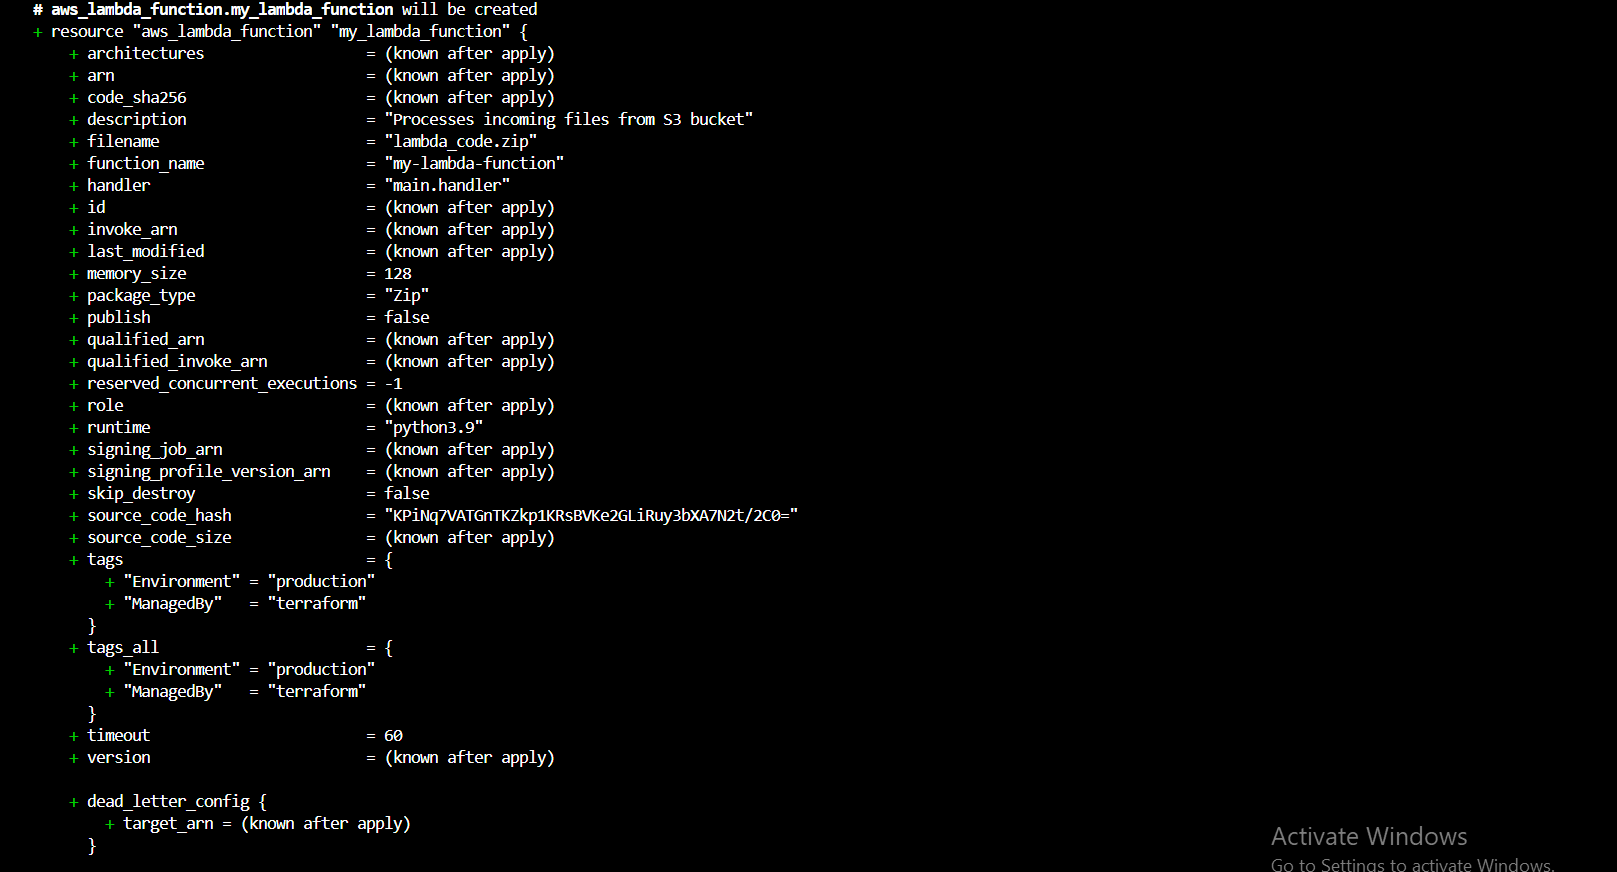 # aws_lambda_function.my_lambda_function will be created
+ resource "aws_lambda_function" "my_lambda_function" {
+ architectures = (known after apply)
+ arn = (known after apply)
+ code_sha256 = (known after apply)
+ description = "Processes incoming files from S3 bucket"
+ filename = "lambda_code.zip"
+ function_name = "my-lambda-function"
+ handler = "main.handler"
+ id = (known after apply)
+ invoke_arn = (known after apply)
+ last_modified = (known after apply)
+ memory_size = 128
+ package_type = "Zip"
+ publish = false
+ qualified_arn = (known after apply)
+ qualified_invoke_arn = (known after apply)
+ reserved_concurrent_executions = -1
+ role = (known after apply)
+ runtime = "python3.9"
+ signing_job_arn = (known after apply)
+ signing_profile_version_arn = (known after apply)
+ skip_destroy = false
+ source_code_hash = "KPiNq7VATGnTKZkp1KRsBVKe2GLiRuy3bXA7N2t/2C0="
+ source_code_size = (known after apply)
+ tags = {
+ "Environment" = "production"
+ "ManagedBy" = "terraform"
}
+ tags_all = {
+ "Environment" = "production"
+ "ManagedBy" = "terraform"
}
+ timeout = 60
+ version = (known after apply)
+ dead_letter_config {
+ target_arn = (known after apply)
}
Activate Windows
Go to Settings to activate Windows.